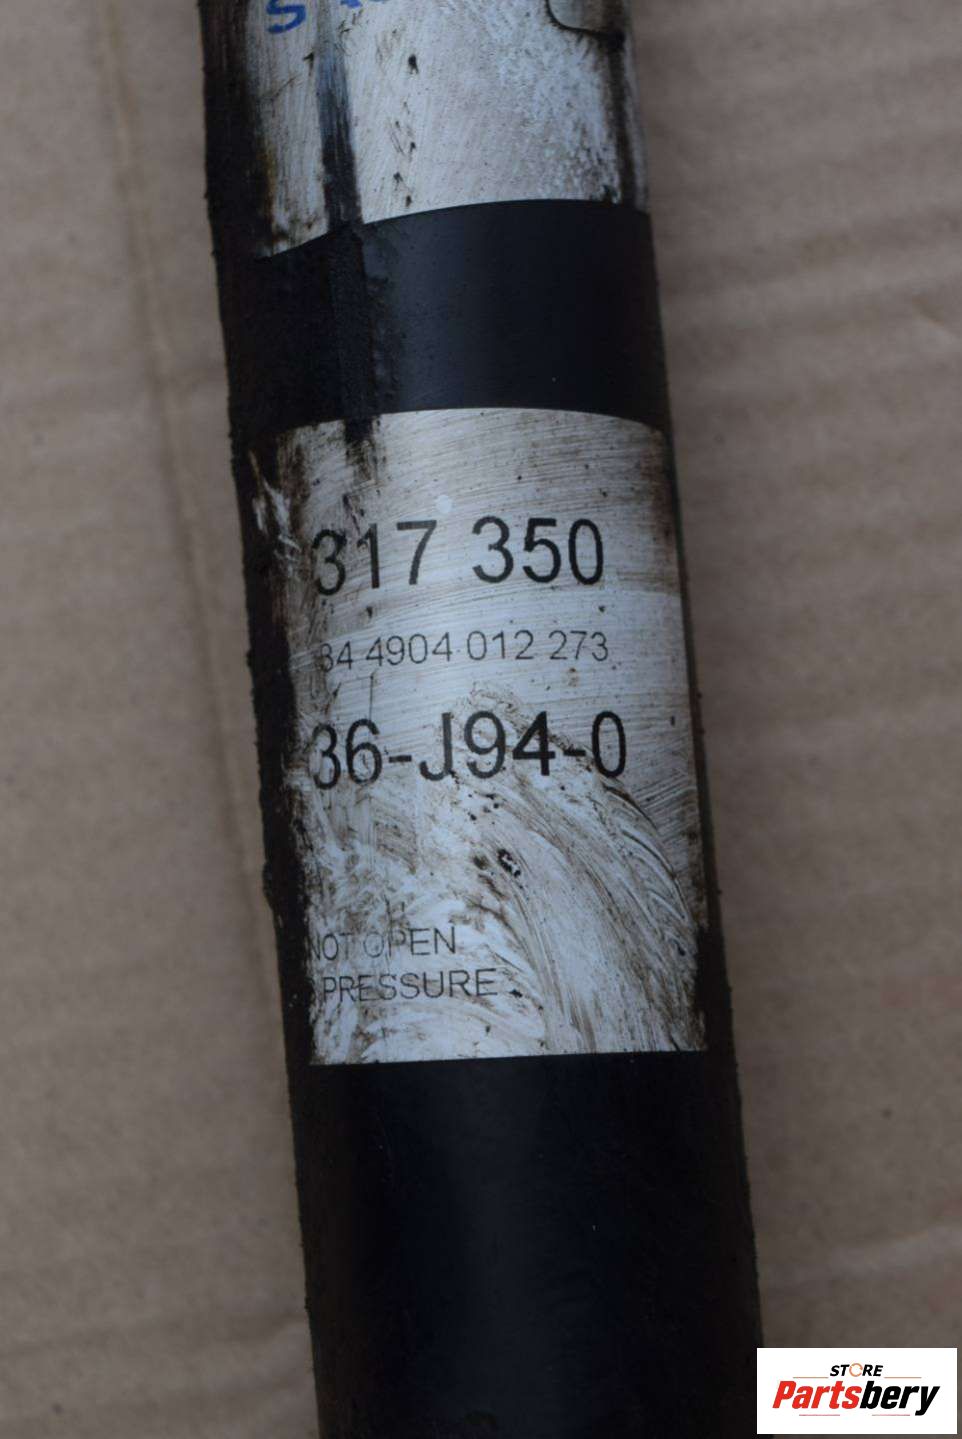 317 350
34 4904 012 273
36-J94-0
NOT OPEN
PRESSURE
STORE
Partsbery